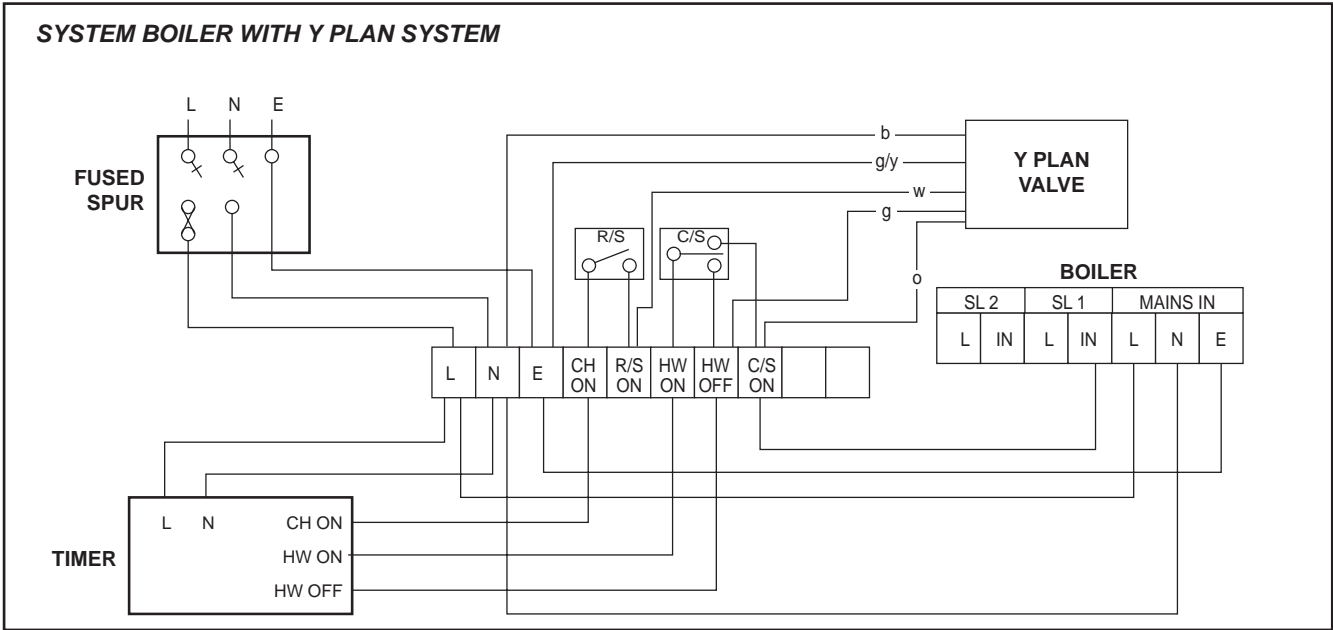 SYSTEM BOILER WITH Y PLAN SYSTEM
L N E
FUSED
SPUR
b
g/y
w
g
o
Y PLAN
VALVE
R/S
C/S
BOILER
SL 2 SL 1 MAINS IN
L IN L IN L N E
L N E CH ON R/S ON HW ON HW OFF C/S ON
TIMER
L N CH ON
HW ON
HW OFF